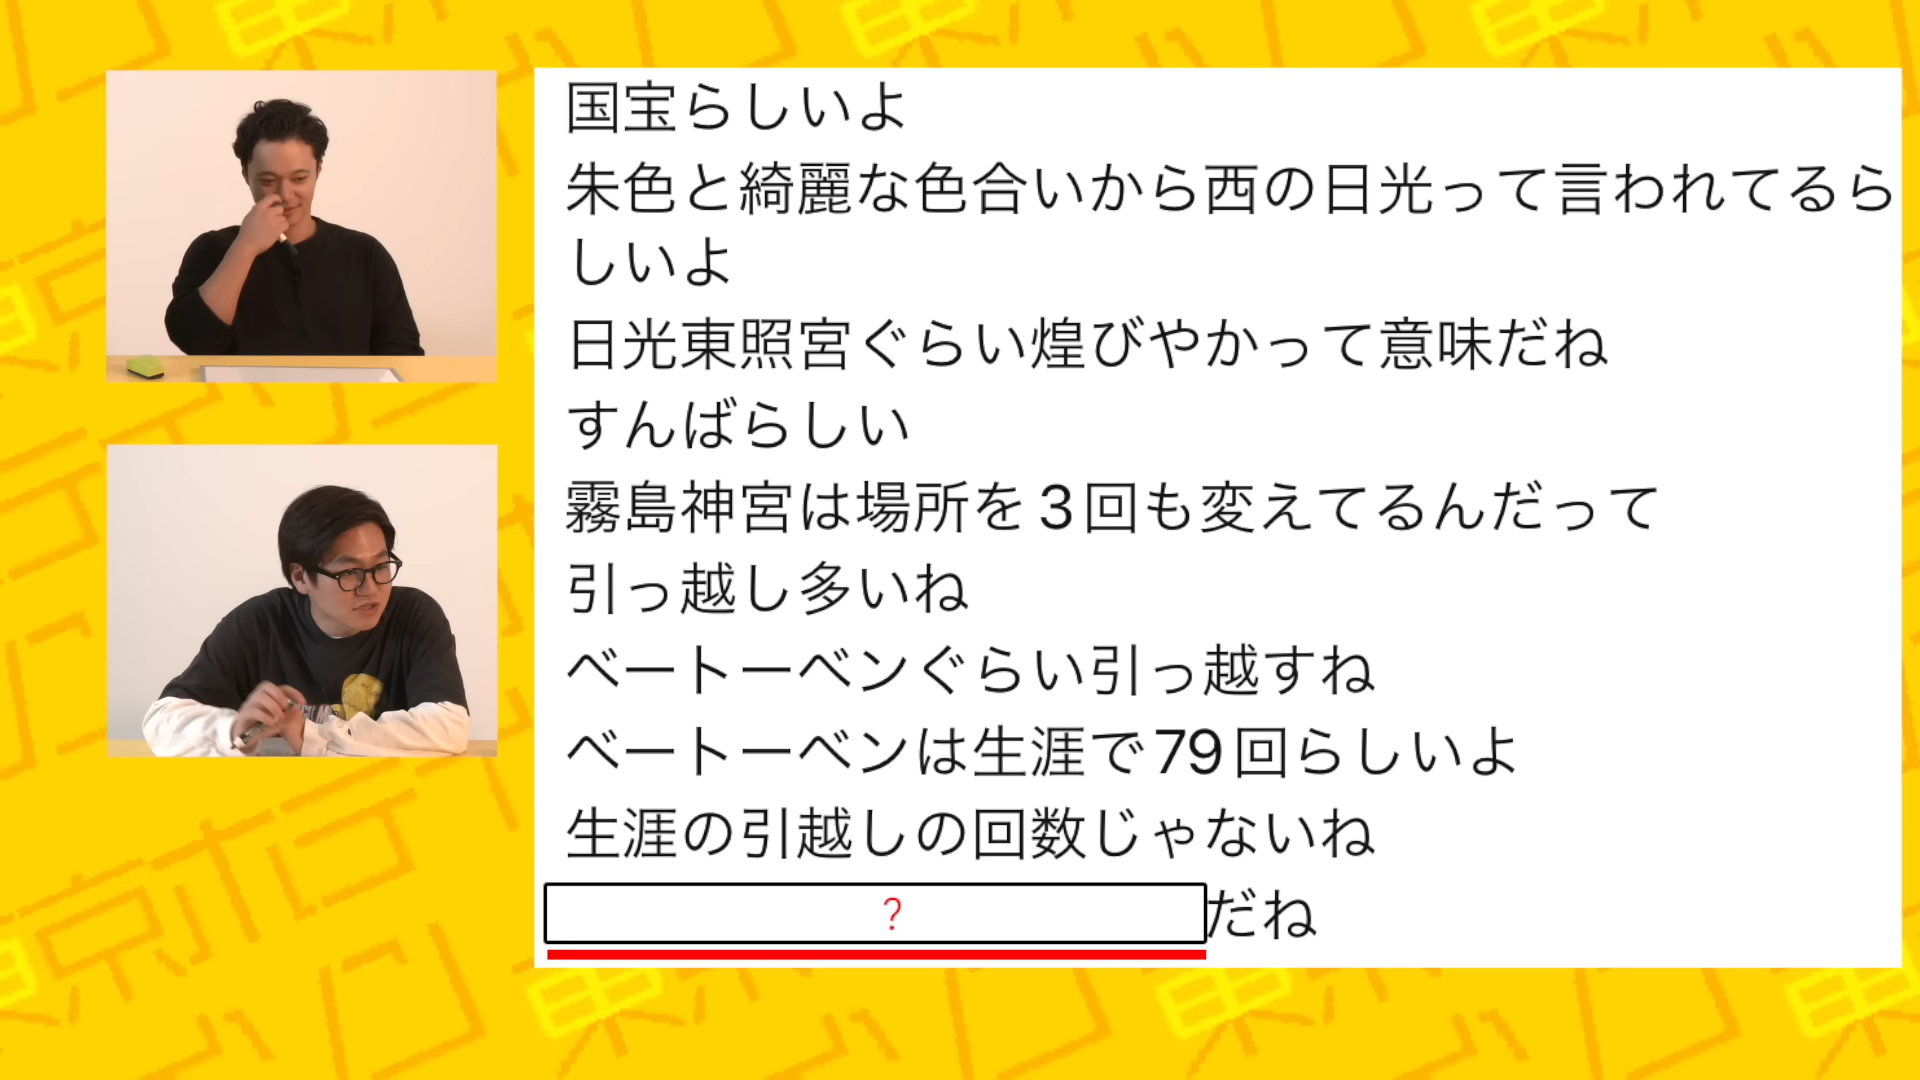 国宝らしいよ
朱色と綺麗な色合いから西の日光って言われてるら
しいよ
日光東照宮ぐらい煌びやかって意味だね
すんばらしい
霧島神宮は場所を3回も変えてるんだって
引っ越し多いね
ベートーベンぐらい引っ越すね
ベートーベンは生涯で79回らしいよ
生涯の引越しの回数じゃないね
？だね